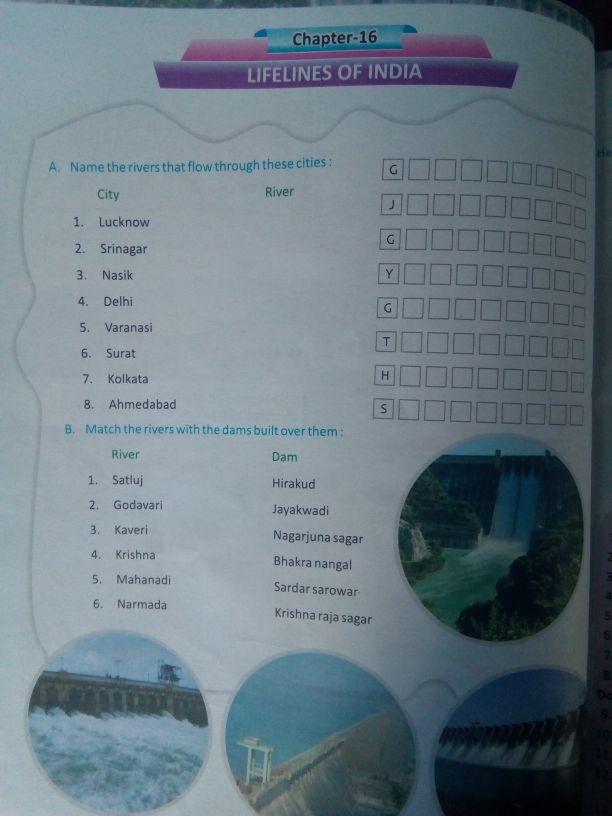 Chapter-16
LIFELINES OF INDIA
A. Name the rivers that flow through these cities :
City River
1. Lucknow
2. Srinagar
3. Nasik
4. Delhi
5. Varanasi
6. Surat
7. Kolkata
8. Ahmedabad
G
J
G
Y
G
T
H
S
B. Match the rivers with the dams built over them :
River Dam
1. Satluj Hirakud
2. Godavari Jayakwadi
3. Kaveri Nagarjuna sagar
4. Krishna Bhakra nangal
5. Mahanadi Sardar sarowar
6. Narmada Krishna raja sagar